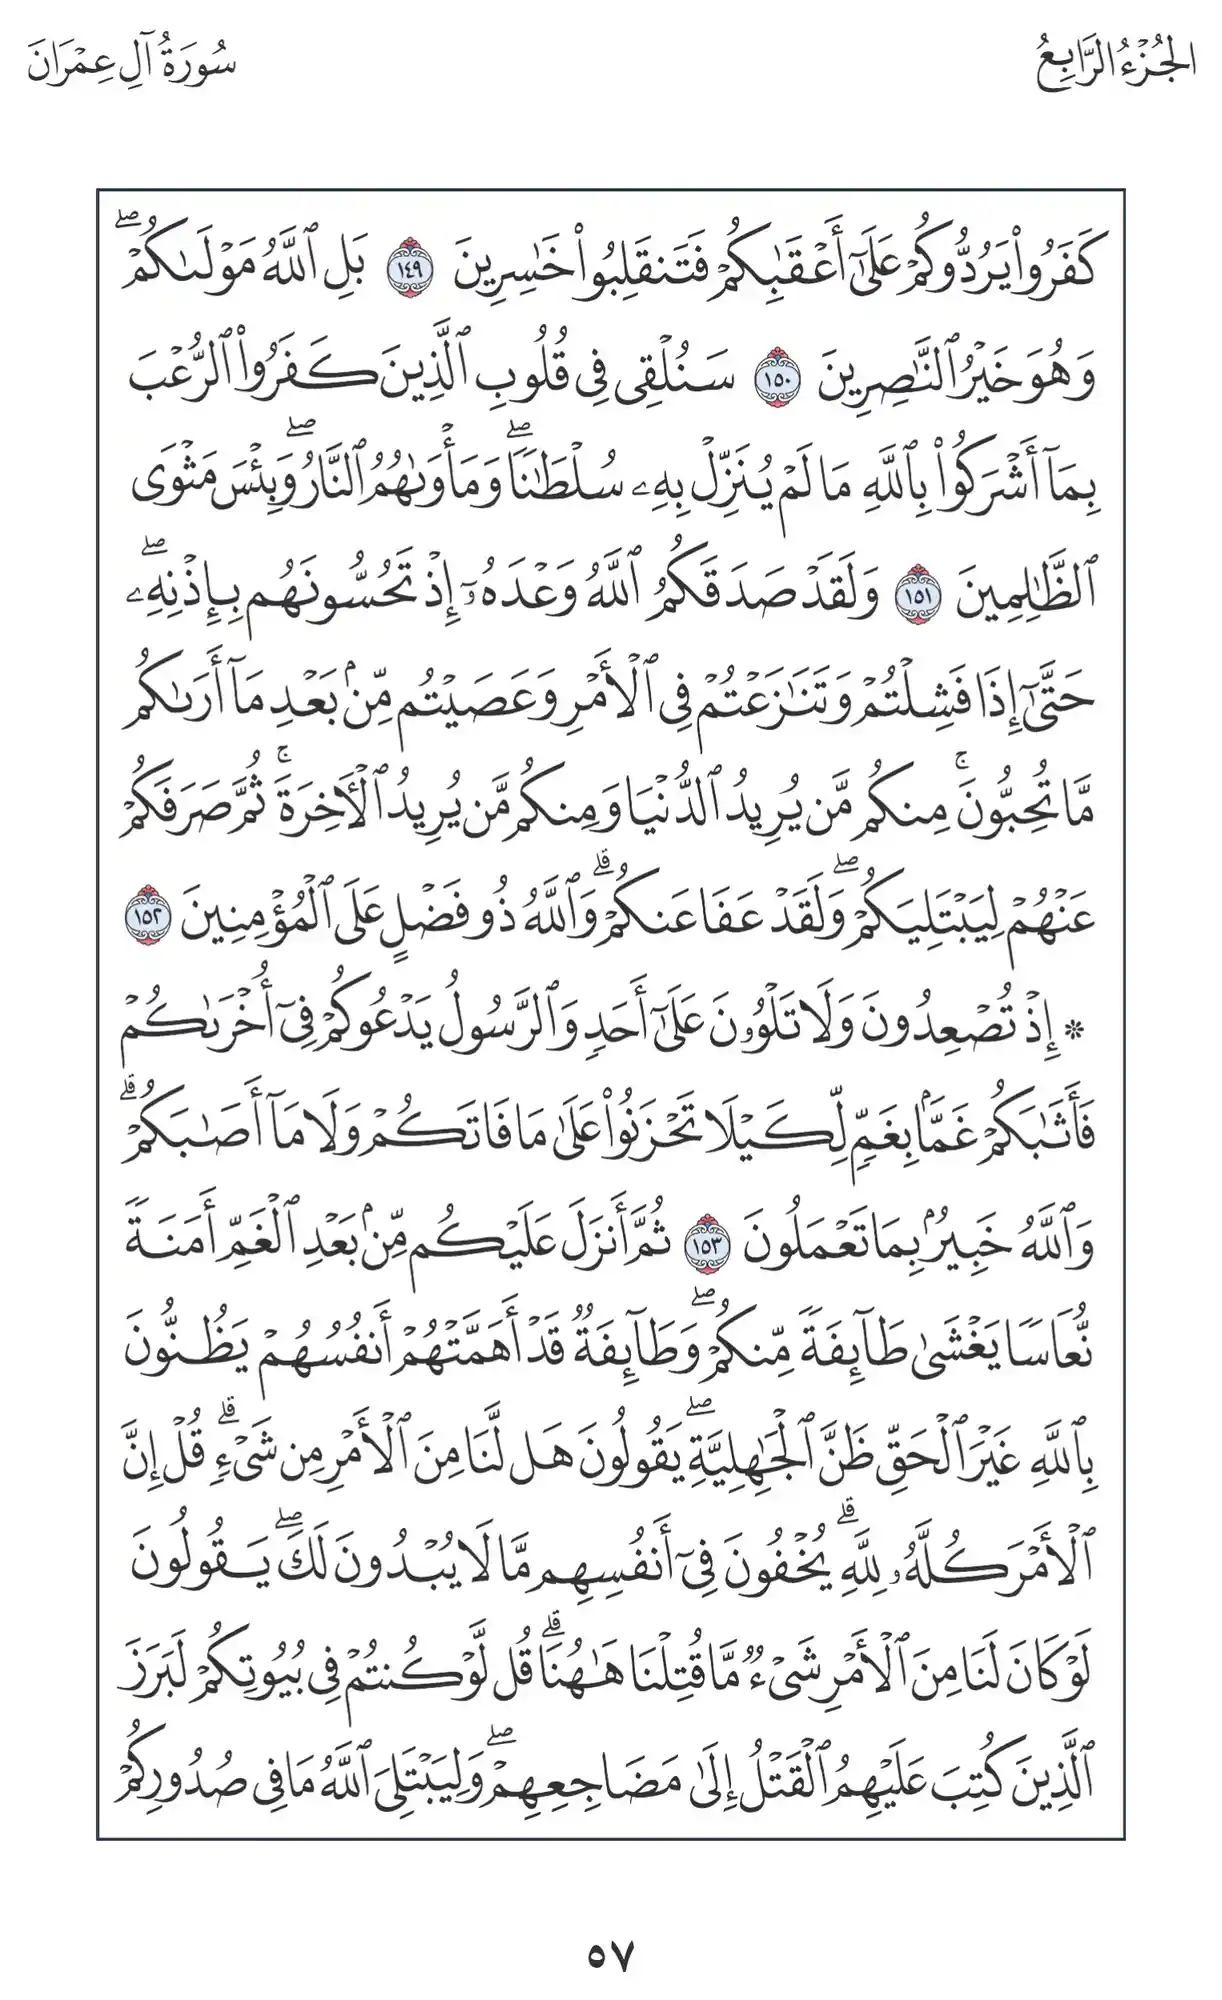 الجُزْءُ الرَّابِعُ
سُورَةُ آلِ عِمْرَانَ
كَفَرُواْ يَرُدُّوكُمْ عَلَىٰٓ أَعْقَٰبِكُمْ فَتَنقَلِبُواْ خَٰسِرِينَ ١٤٩ بَلِ ٱللَّهُ مَوْلَىٰكُمْۖ
وَهُوَ خَيْرُ ٱلنَّٰصِرِينَ ١٥٠ سَنُلْقِى فِى قُلُوبِ ٱلَّذِينَ كَفَرُواْ ٱلرُّعْبَ
بِمَآ أَشْرَكُواْ بِٱللَّهِ مَا لَمْ يُنَزِّلْ بِهِۦ سُلْطَٰنًاۖ وَمَأْوَىٰهُمُ ٱلنَّارُۖ وَبِئْسَ مَثْوَى
ٱلظَّٰلِمِينَ ١٥١ وَلَقَدْ صَدَقَكُمُ ٱللَّهُ وَعْدَهُۥٓ إِذْ تَحُسُّونَهُم بِإِذْنِهِۦۖ
حَتَّىٰٓ إِذَا فَشِلْتُمْ وَتَنَٰزَعْتُمْ فِى ٱلْأَمْرِ وَعَصَيْتُم مِّنۢ بَعْدِ مَآ أَرَىٰكُم
مَّا تُحِبُّونَۚ مِنكُم مَّن يُرِيدُ ٱلدُّنْيَا وَمِنكُم مَّن يُرِيدُ ٱلْأٓخِرَةَۚ ثُمَّ صَرَفَكُمْ
عَنْهُمْ لِيَبْتَلِيَكُمْۖ وَلَقَدْ عَفَا عَنكُمْۗ وَٱللَّهُ ذُو فَضْلٍ عَلَى ٱلْمُؤْمِنِينَ ١٥٢
* إِذْ تُصْعِدُونَ وَلَا تَلْوُۥنَ عَلَىٰٓ أَحَدٍ وَٱلرَّسُولُ يَدْعُوكُمْ فِىٓ أُخْرَىٰكُمْ
فَأَثَٰبَكُمْ غَمًّۢا بِغَمٍّ لِّكَيْلَا تَحْزَنُواْ عَلَىٰ مَا فَاتَكُمْ وَلَا مَآ أَصَٰبَكُمْۗ
وَٱللَّهُ خَبِيرٌۢ بِمَا تَعْمَلُونَ ١٥٣ ثُمَّ أَنزَلَ عَلَيْكُم مِّنۢ بَعْدِ ٱلْغَمِّ أَمَنَةً
نُّعَاسًا يَغْشَىٰ طَآئِفَةً مِّنكُمْۖ وَطَآئِفَةٌ قَدْ أَهَمَّتْهُمْ أَنفُسُهُمْ يَظُنُّونَ
بِٱللَّهِ غَيْرَ ٱلْحَقِّ ظَنَّ ٱلْجَٰهِلِيَّةِۖ يَقُولُونَ هَل لَّنَا مِنَ ٱلْأَمْرِ مِن شَىْءٍۗ قُلْ إِنَّ
ٱلْأَمْرَ كُلَّهُۥ لِلَّهِۗ يُخْفُونَ فِىٓ أَنفُسِهِم مَّا لَا يُبْدُونَ لَكَۖ يَقُولُونَ
لَوْ كَانَ لَنَا مِنَ ٱلْأَمْرِ شَىْءٌ مَّا قُتِلْنَا هَٰهُنَاۗ قُل لَّوْ كُنتُمْ فِى بُيُوتِكُمْ لَبَرَزَ
ٱلَّذِينَ كُتِبَ عَلَيْهِمُ ٱلْقَتْلُ إِلَىٰ مَضَاجِعِهِمْۖ وَلِيَبْتَلِىَ ٱللَّهُ مَا فِى صُدُورِكُمْ
٥٧